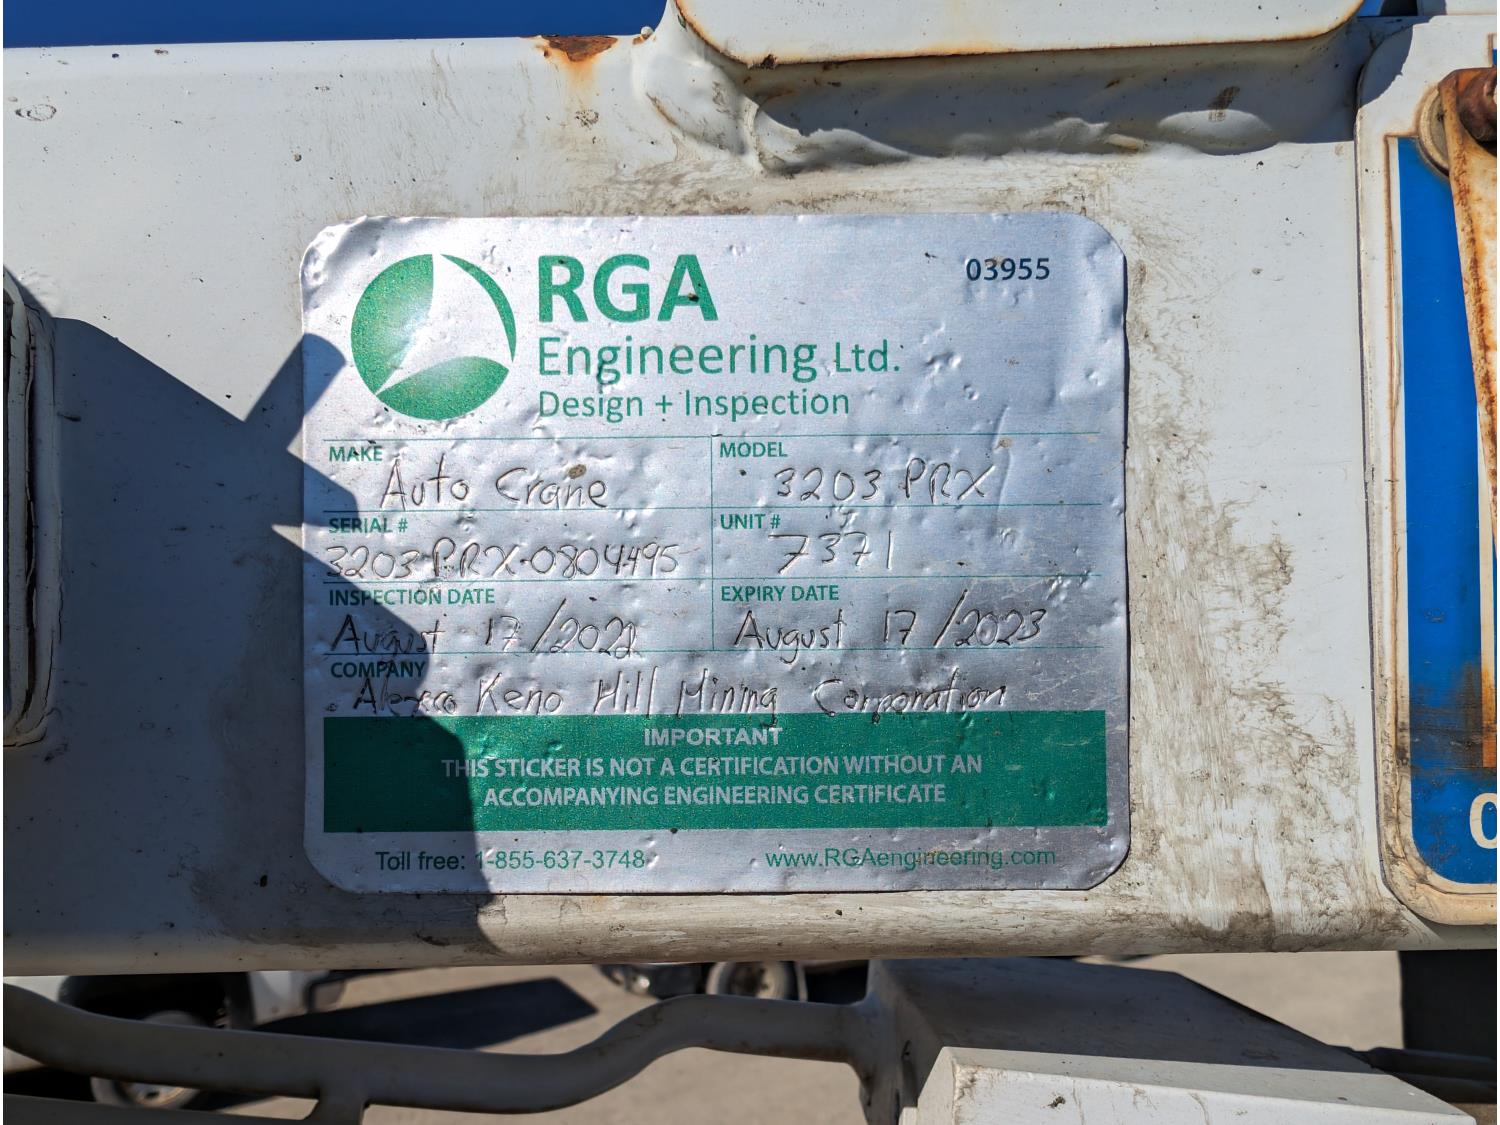 RGA
03955
Engineering Ltd.
Design + Inspection
MAKE
Auto Crane
MODEL
3203 PRX
SERIAL #
3203PRX-0804495
UNIT #
7371
INSPECTION DATE
August 17/2022
EXPIRY DATE
August 17/2023
COMPANY
Alexco Keno Hill Mining Corporation
IMPORTANT
THIS STICKER IS NOT A CERTIFICATION WITHOUT AN
ACCOMPANYING ENGINEERING CERTIFICATE
Toll free: 1-855-637-3748
www.RGAengineering.com